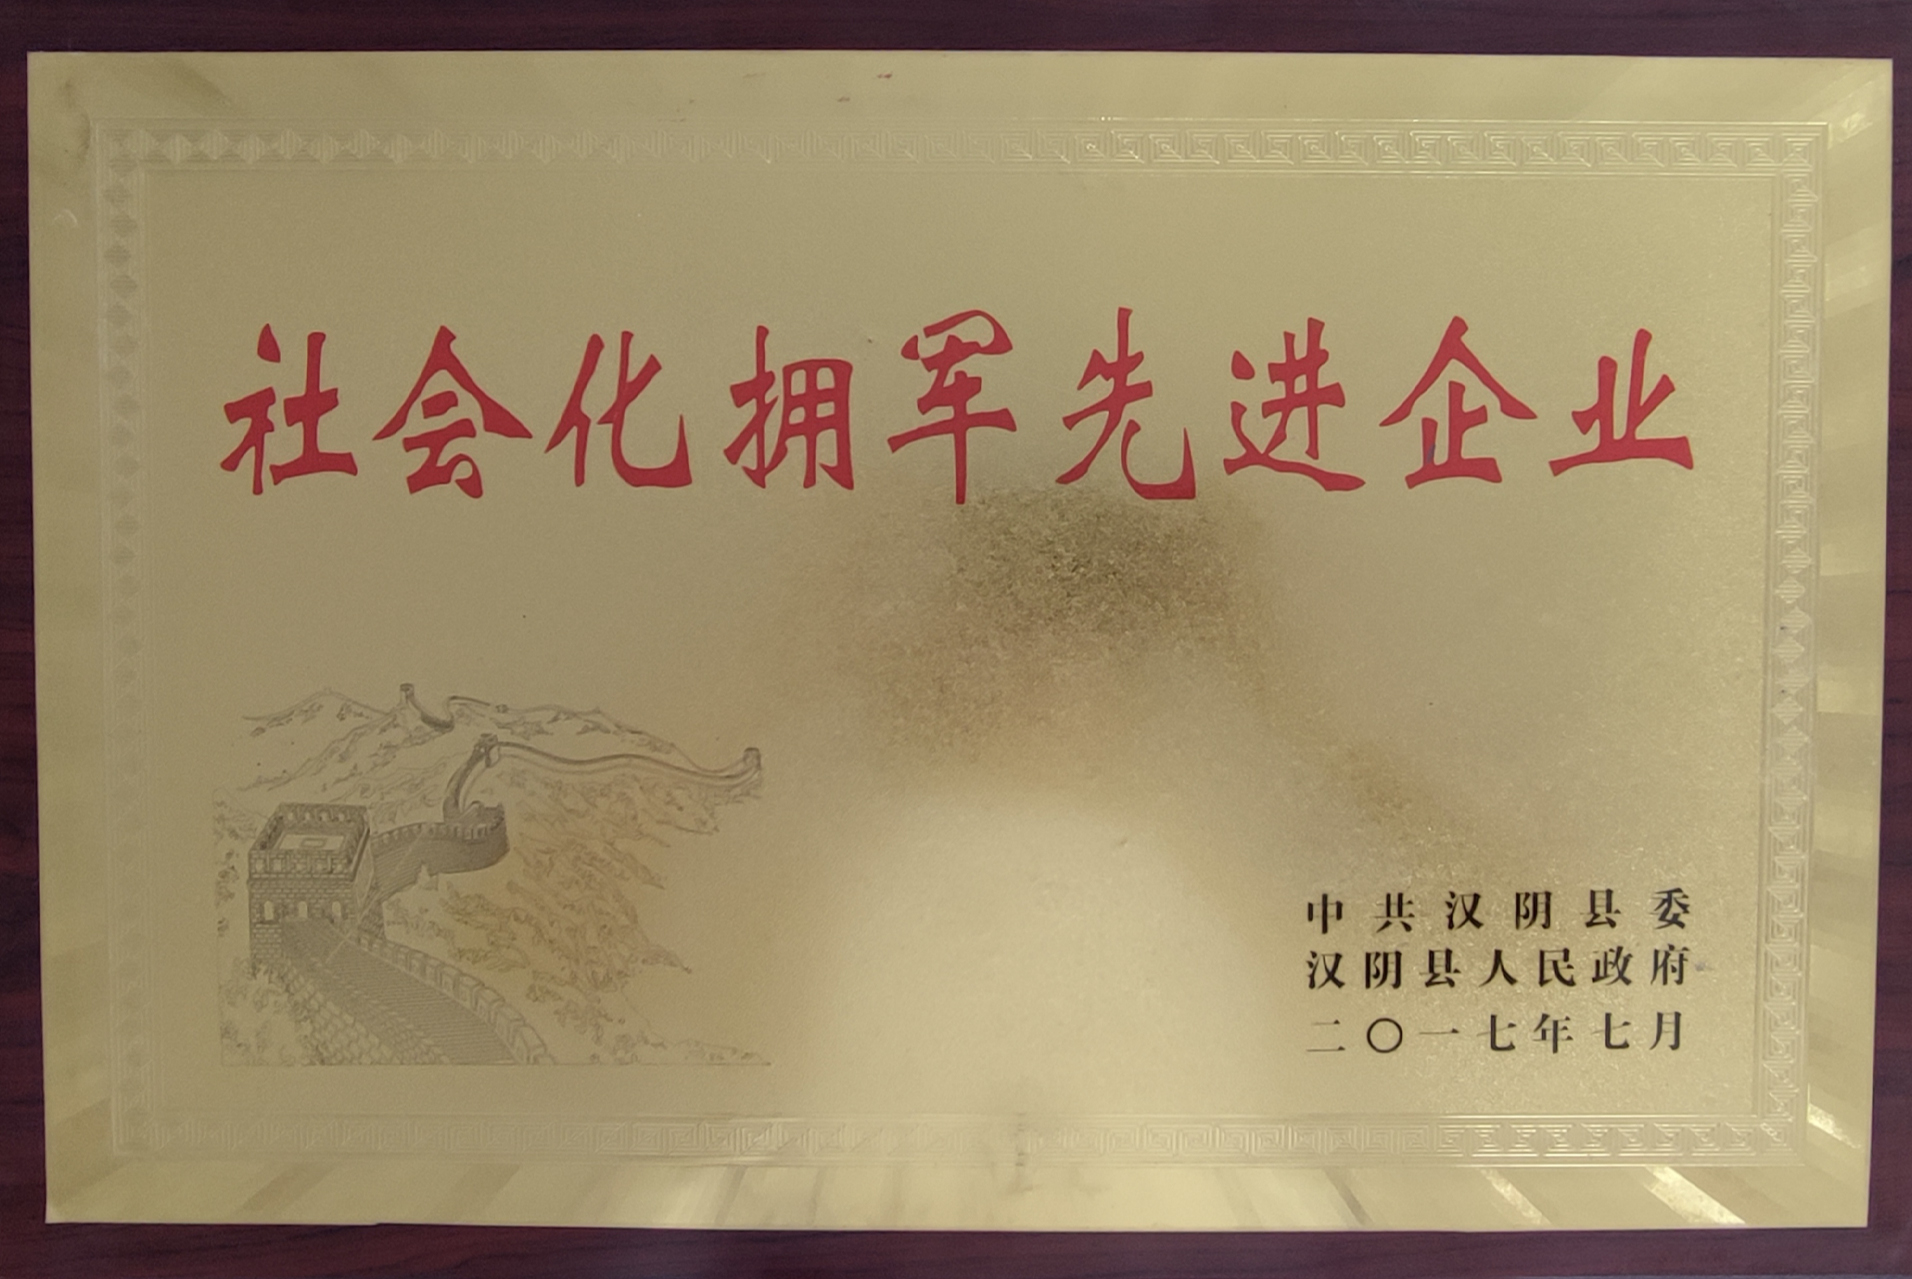 社会化拥军先进企业
中共汉阴县委
汉阴县人民政府
二〇一七年七月